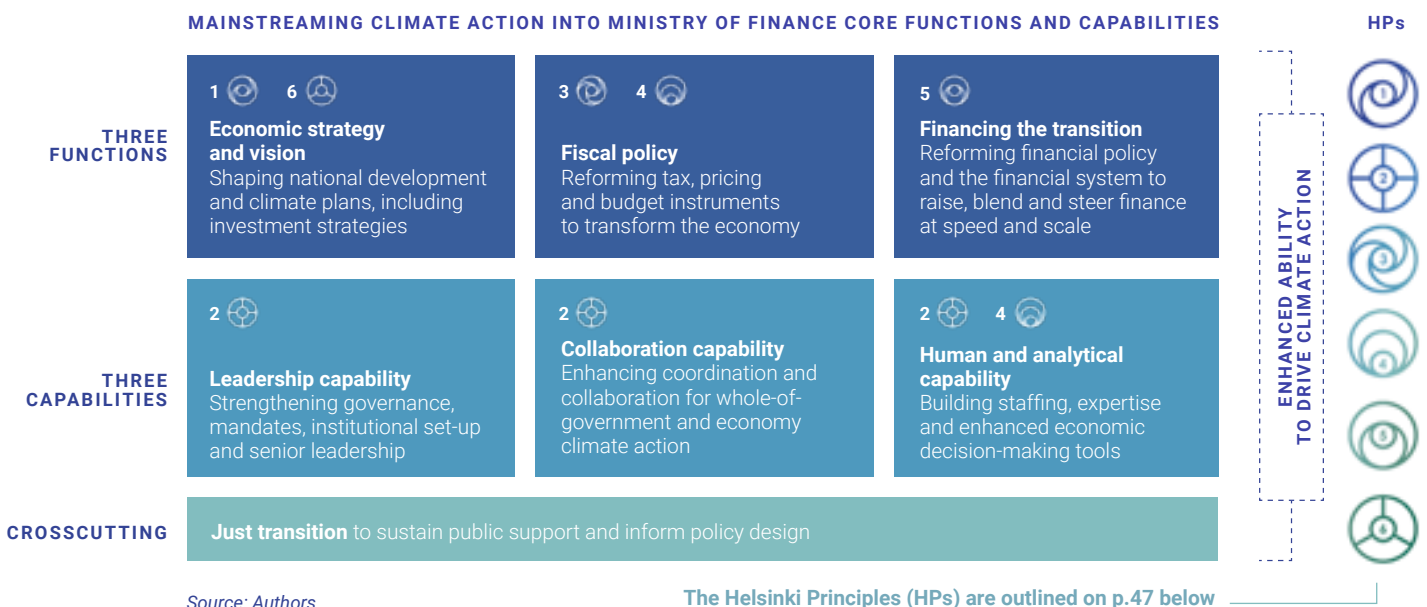 MAINSTREAMING CLIMATE ACTION INTO MINISTRY OF FINANCE CORE FUNCTIONS AND CAPABILITIES
HPs
THREE
FUNCTIONS
1 6
Economic strategy
and vision
Shaping national development
and climate plans, including
investment strategies
3 4
Fiscal policy
Reforming tax, pricing
and budget instruments
to transform the economy
5
Financing the transition
Reforming financial policy
and the financial system to
raise, blend and steer finance
at speed and scale
THREE
CAPABILITIES
2
Leadership capability
Strengthening governance,
mandates, institutional set-up
and senior leadership
2
Collaboration capability
Enhancing coordination and
collaboration for whole-of-
government and economy
climate action
2 4
Human and analytical
capability
Building staffing, expertise
and enhanced economic
decision-making tools
CROSSCUTTING
Just transition to sustain public support and inform policy design
ENHANCED ABILITY
TO DRIVE CLIMATE ACTION
1
2
3
4
5
6
Source: Authors
The Helsinki Principles (HPs) are outlined on p.47 below